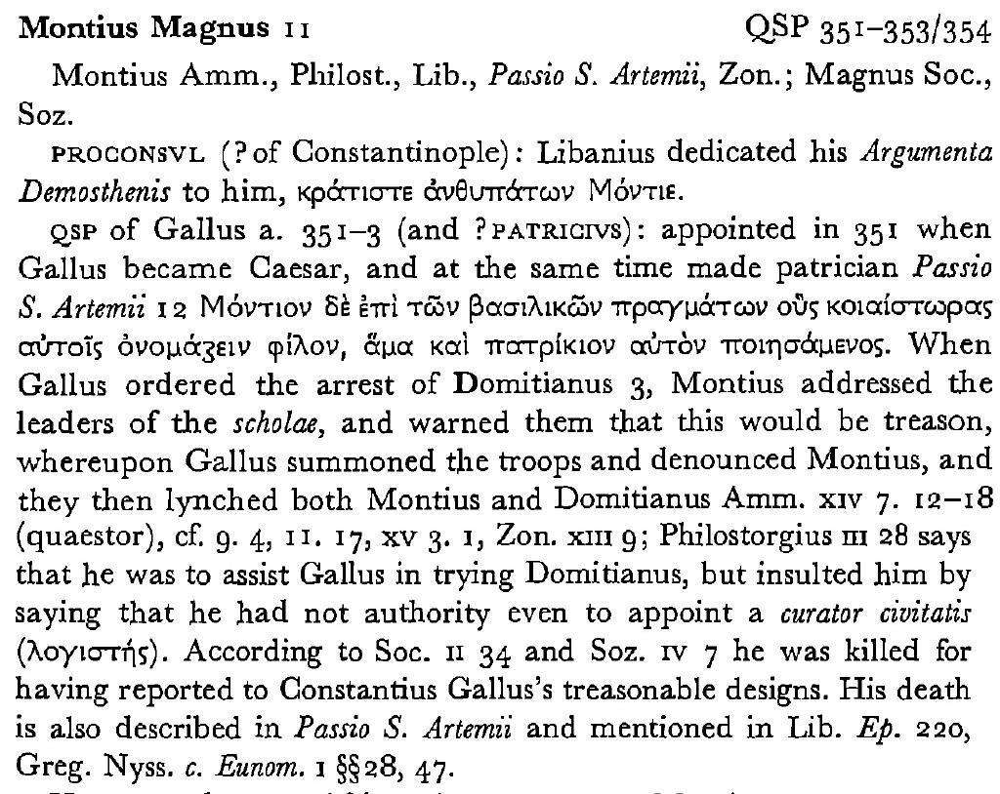 Montius Magnus 11 QSP 351–353/354
Montius Amm., Philost., Lib., Passio S. Artemii, Zon.; Magnus Soc.,
Soz.
PROCONSVL (?of Constantinople): Libanius dedicated his Argumenta
Demosthenis to him, κράτιστε ἀνθυπάτων Μόντιε.
QSP of Gallus a. 351–3 (and ?PATRICIVS): appointed in 351 when
Gallus became Caesar, and at the same time made patrician Passio
S. Artemii 12 Μόντιον δὲ ἐπὶ τῶν βασιλικῶν πραγμάτων οὓς κοιαίστωρας
αὐτοῖς ὀνομάζειν φίλον, ἅμα καὶ πατρίκιον αὐτὸν ποιησάμενος. When
Gallus ordered the arrest of Domitianus 3, Montius addressed the
leaders of the scholae, and warned them that this would be treason,
whereupon Gallus summoned the troops and denounced Montius, and
they then lynched both Montius and Domitianus Amm. XIV 7. 12–18
(quaestor), cf. 9. 4, 11. 17, XV 3. 1, Zon. XIII 9; Philostorgius III 28 says
that he was to assist Gallus in trying Domitianus, but insulted him by
saying that he had not authority even to appoint a curator civitatis
(λογιστής). According to Soc. II 34 and Soz. IV 7 he was killed for
having reported to Constantius Gallus's treasonable designs. His death
is also described in Passio S. Artemii and mentioned in Lib. Ep. 220,
Greg. Nyss. c. Eunom. I §§28, 47.